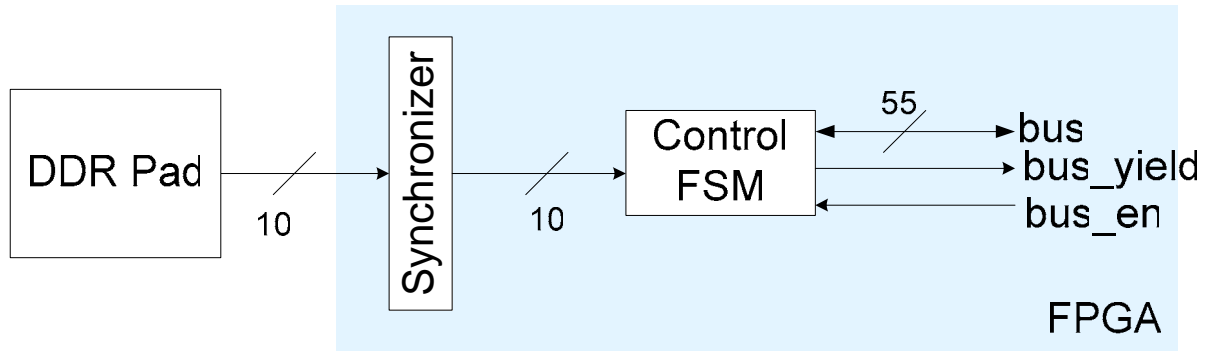 DDR Pad
10
Synchronizer
10
Control
FSM
55
bus
bus_yield
bus_en
FPGA